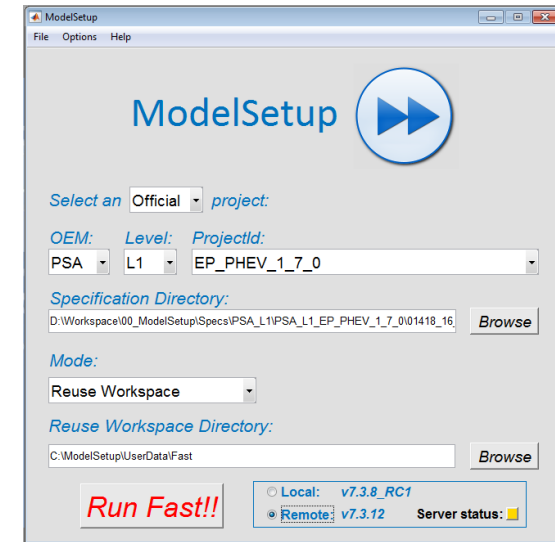 ModelSetup
File Options Help
ModelSetup
Select an Official project:
OEM: Level: ProjectId:
PSA L1 EP_PHEV_1_7_0
Specification Directory:
D:\Workspace\00_ModelSetup\Specs\PSA_L1\PSA_L1_EP_PHEV_1_7_0\01418_16_
Browse
Mode:
Reuse Workspace
Reuse Workspace Directory:
C:\ModelSetup\UserData\Fast
Browse
Run Fast!!
Local: v7.3.8_RC1
Remote: v7.3.12 Server status: